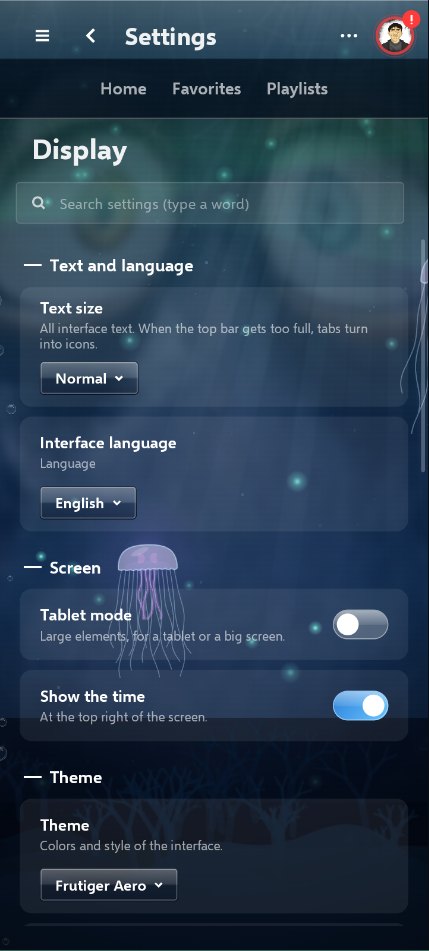 Settings
!
Home Favorites Playlists
Display
Search settings (type a word)
Text and language
Text size
All interface text. When the top bar gets too full, tabs turn
into icons.
Normal
Interface language
Language
English
Screen
Tablet mode
Large elements, for a tablet or a big screen.
Show the time
At the top right of the screen.
Theme
Theme
Colors and style of the interface.
Frutiger Aero